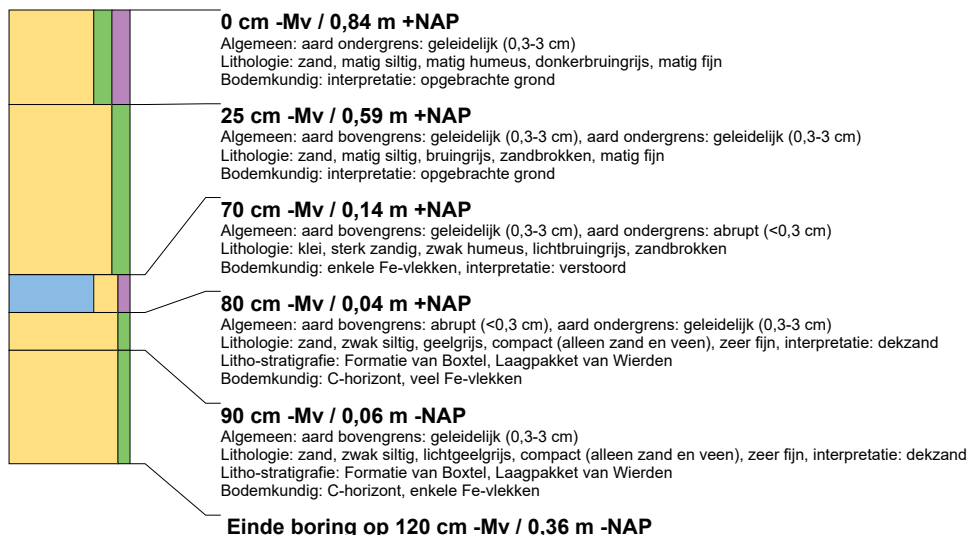 0 cm -Mv / 0,84 m +NAP
Algemeen: aard ondergrens: geleidelijk (0,3-3 cm)
Lithologie: zand, matig siltig, matig humeus, donkerbruingrijs, matig fijn
Bodemkundig: interpretatie: opgebrachte grond
25 cm -Mv / 0,59 m +NAP
Algemeen: aard bovengrens: geleidelijk (0,3-3 cm), aard ondergrens: geleidelijk (0,3-3 cm)
Lithologie: zand, matig siltig, bruingrijs, zandbrokken, matig fijn
Bodemkundig: interpretatie: opgebrachte grond
70 cm -Mv / 0,14 m +NAP
Algemeen: aard bovengrens: geleidelijk (0,3-3 cm), aard ondergrens: abrupt (<0,3 cm)
Lithologie: klei, sterk zandig, zwak humeus, lichtbruingrijs, zandbrokken
Bodemkundig: enkele Fe-vlekken, interpretatie: verstoord
80 cm -Mv / 0,04 m +NAP
Algemeen: aard bovengrens: abrupt (<0,3 cm), aard ondergrens: geleidelijk (0,3-3 cm)
Lithologie: zand, zwak siltig, geelgrijs, compact (alleen zand en veen), zeer fijn, interpretatie: dekzand
Litho-stratigrafie: Formatie van Boxtel, Laagpakket van Wierden
Bodemkundig: C-horizont, veel Fe-vlekken
90 cm -Mv / 0,06 m -NAP
Algemeen: aard bovengrens: geleidelijk (0,3-3 cm)
Lithologie: zand, zwak siltig, lichtgeelgrijs, compact (alleen zand en veen), zeer fijn, interpretatie: dekzand
Litho-stratigrafie: Formatie van Boxtel, Laagpakket van Wierden
Bodemkundig: C-horizont, enkele Fe-vlekken
Einde boring op 120 cm -Mv / 0,36 m -NAP